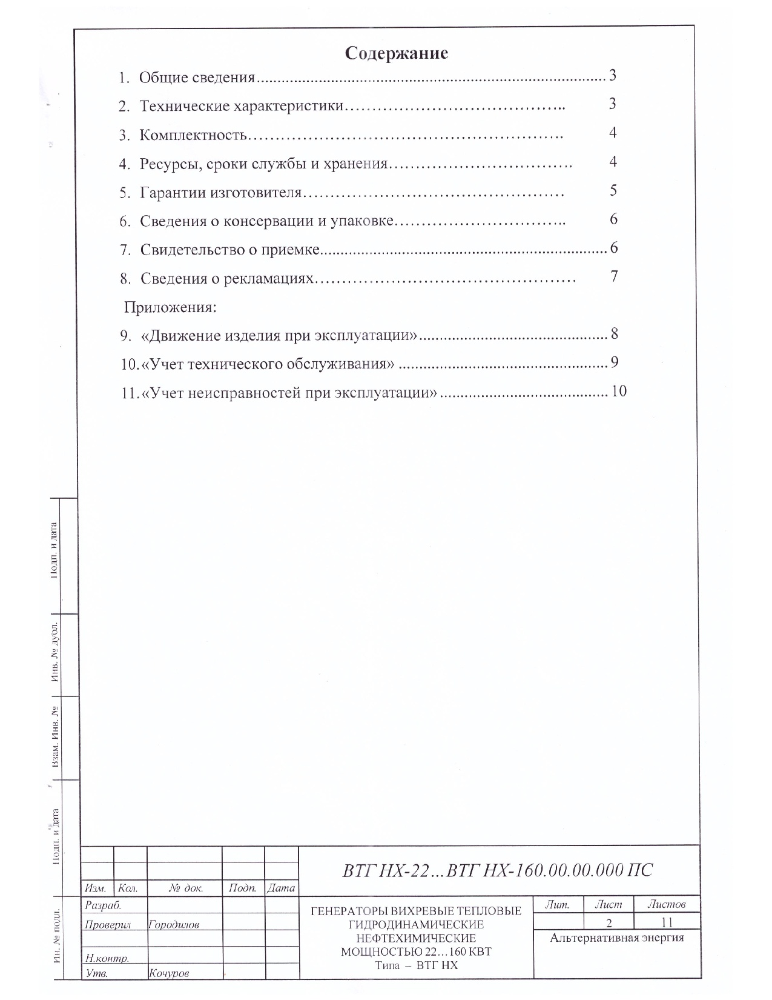 Содержание
1. Общие сведения........................................................................................3
2. Технические характеристики………………………………….. 3
3. Комплектность………………………………………………….. 4
4. Ресурсы, сроки службы и хранения……………………………. 4
5. Гарантии изготовителя………………………………………… 5
6. Сведения о консервации и упаковке………………………….. 6
7. Свидетельство о приемке........................................................................6
8. Сведения о рекламациях………………………………………… 7
Приложения:
9. «Движение изделия при эксплуатации»..............................................8
10. «Учет технического обслуживания» ...................................................9
11. «Учет неисправностей при эксплуатации».........................................10
Подп. и дата
Инв. № дубл.
Взам. Инв. №
Подп. и дата
Ин. № подл.
ВТГ НХ-22...ВТГ НХ-160.00.00.000 ПС
Изм. Кол. № док. Подп. Дата
Разраб.
Проверил Городилов
Н.контр.
Утв. Кочуров
ГЕНЕРАТОРЫ ВИХРЕВЫЕ ТЕПЛОВЫЕ
ГИДРОДИНАМИЧЕСКИЕ
НЕФТЕХИМИЧЕСКИЕ
МОЩНОСТЬЮ 22…160 КВТ
Типа – ВТГ НХ
Лит. Лист Листов
2 11
Альтернативная энергия